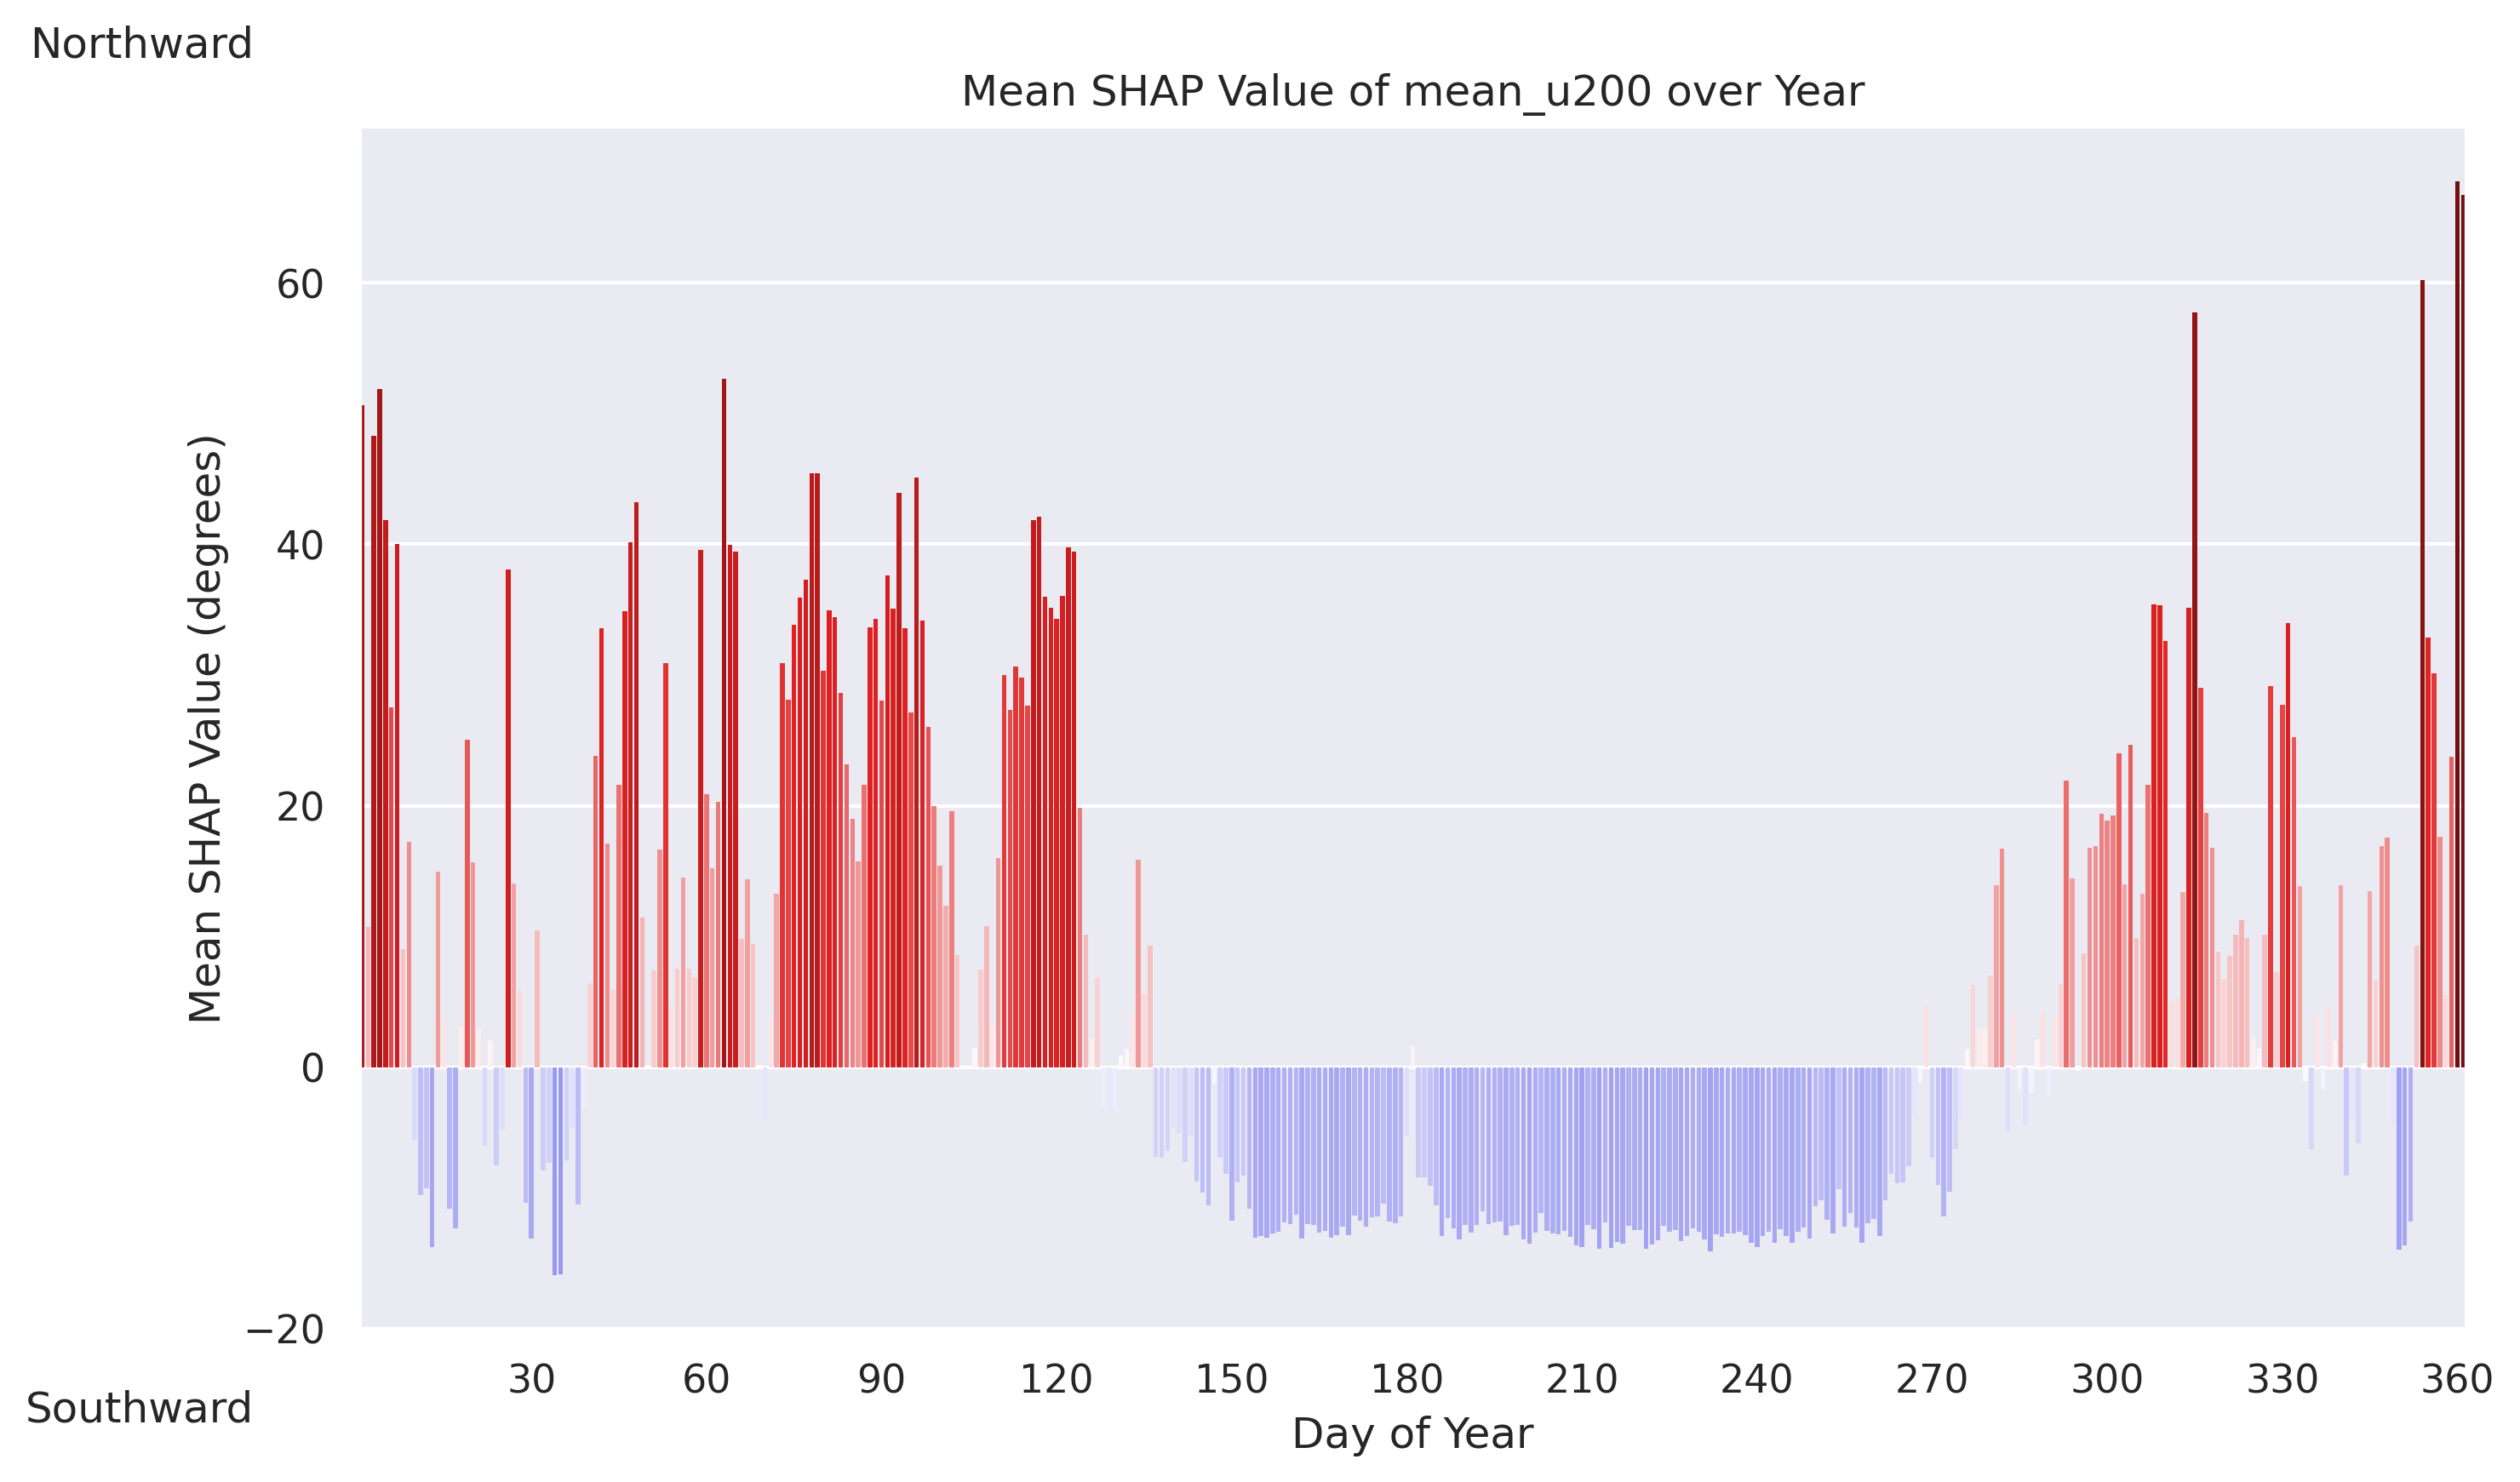 Northward
Mean SHAP Value of mean_u200 over Year
Mean SHAP Value (degrees)
60
40
20
0
−20
30 60 90 120 150 180 210 240 270 300 330 360
Day of Year
Southward